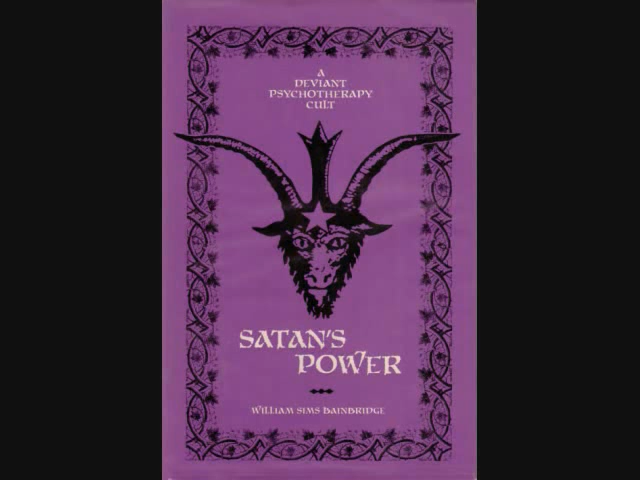 A
DEVIANT
PSYCHOTHERAPY
CULT
SATAN'S
POWER
WILLIAM SIMS BAINBRIDGE